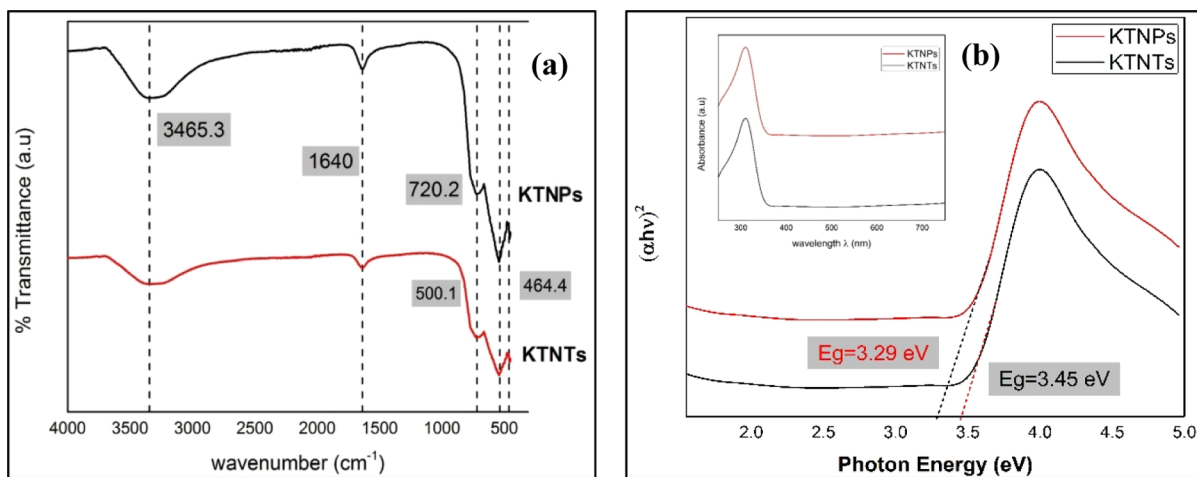 (a)
3465.3
1640
720.2
KTNPs
500.1
464.4
KTNTs
% Transmittance (a.u)
4000 3500 3000 2500 2000 1500 1000 500
wavenumber (cm⁻¹)
(b)
KTNPs
KTNTs
KTNPs
KTNTs
Absorbance (a.u)
300 400 500 600 700
wavelength λ (nm)
(αhν)²
Eg=3.29 eV
Eg=3.45 eV
2.0 2.5 3.0 3.5 4.0 4.5 5.0
Photon Energy (eV)